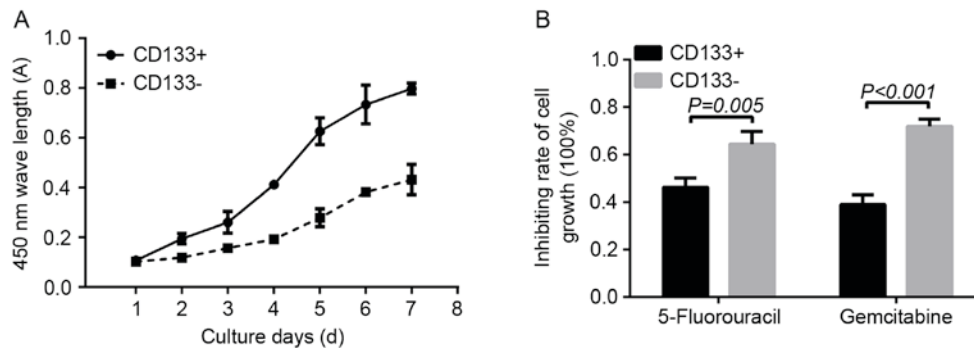 A
450 nm wave length (A)
1.0
0.8
0.6
0.4
0.2
0.0
CD133+
CD133-
1 2 3 4 5 6 7 8
Culture days (d)
B
Inhibiting rate of cell
growth (100%)
1.0
0.8
0.6
0.4
0.2
0.0
CD133+
CD133-
P=0.005
P<0.001
5-Fluorouracil
Gemcitabine